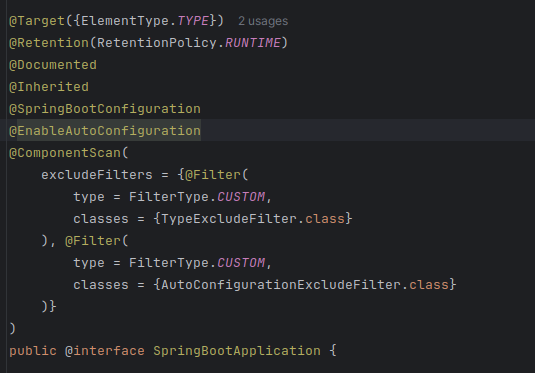 @Target({ElementType.TYPE}) 2 usages
@Retention(RetentionPolicy.RUNTIME)
@Documented
@Inherited
@SpringBootConfiguration
@EnableAutoConfiguration
@ComponentScan(
    excludeFilters = {@Filter(
        type = FilterType.CUSTOM,
        classes = {TypeExcludeFilter.class}
    ), @Filter(
        type = FilterType.CUSTOM,
        classes = {AutoConfigurationExcludeFilter.class}
    )}
)
public @interface SpringBootApplication {